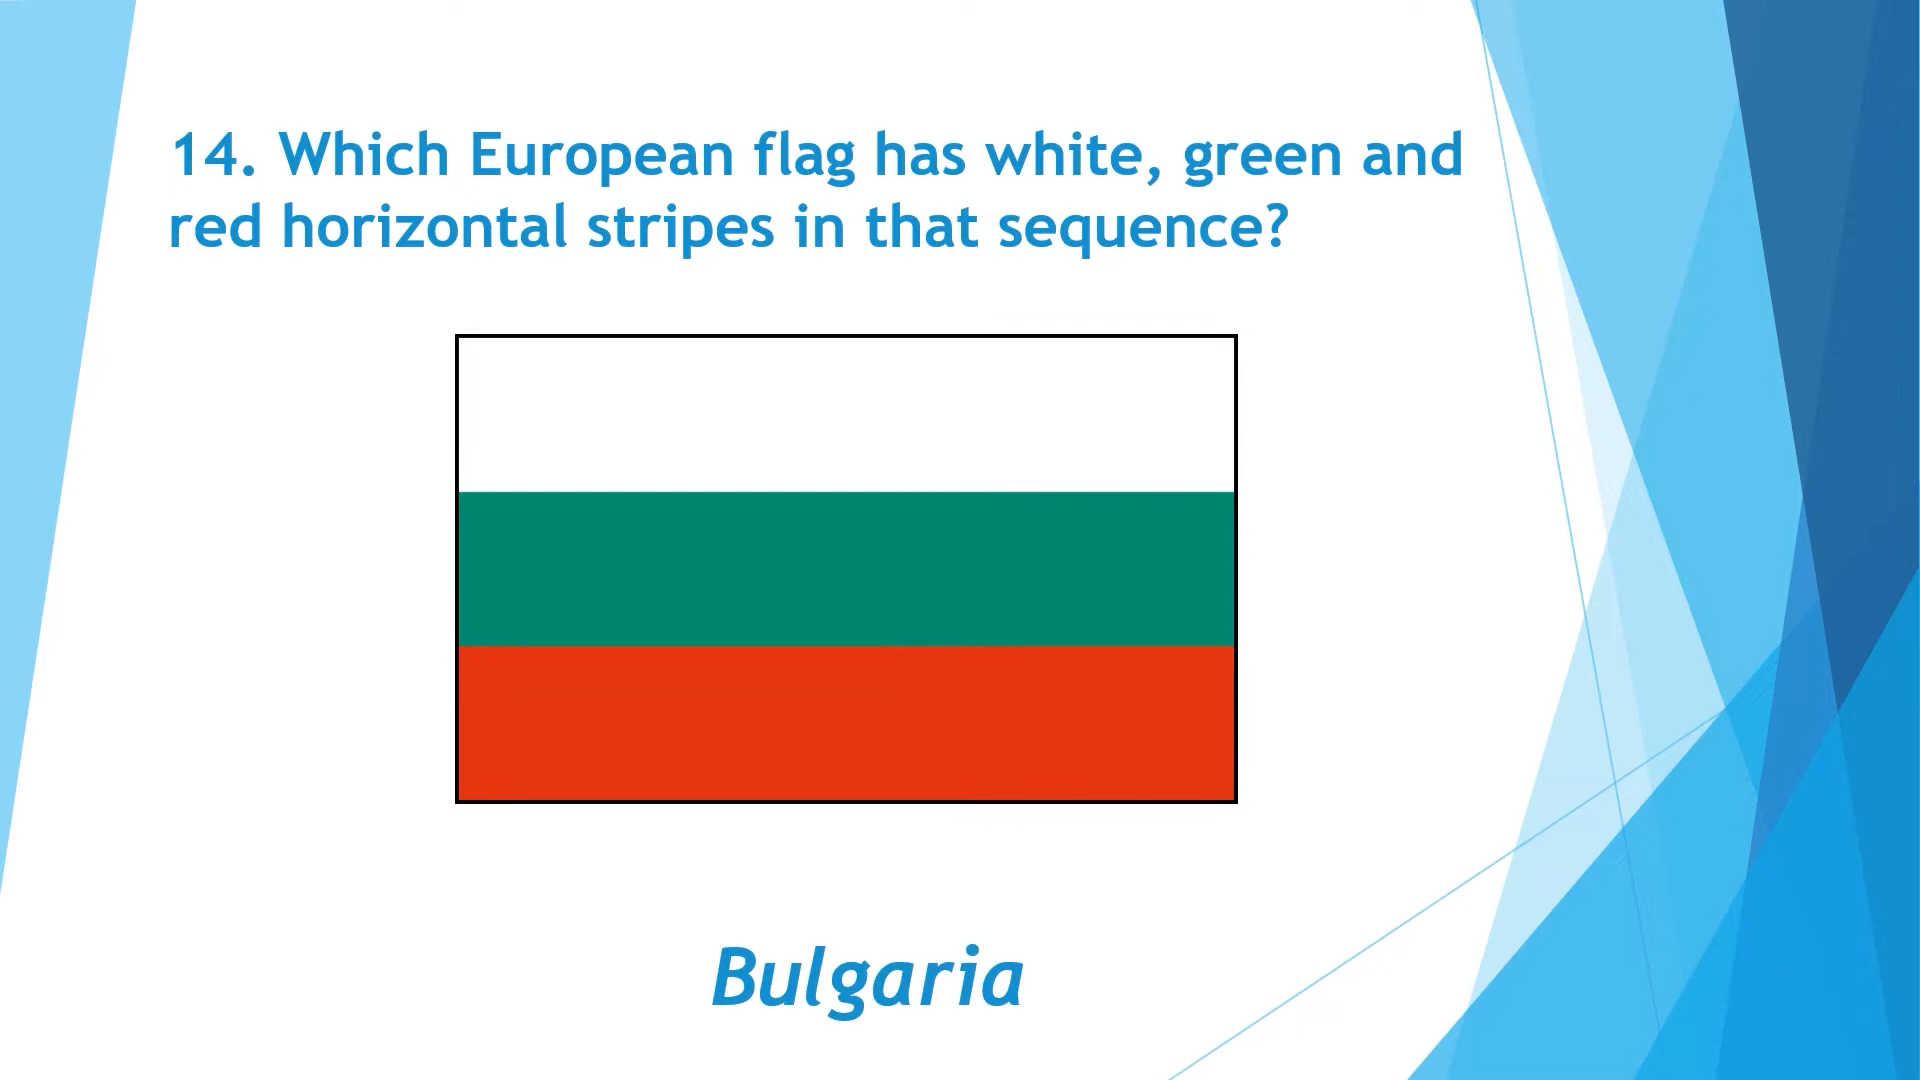 14. Which European flag has white, green and
red horizontal stripes in that sequence?
Bulgaria